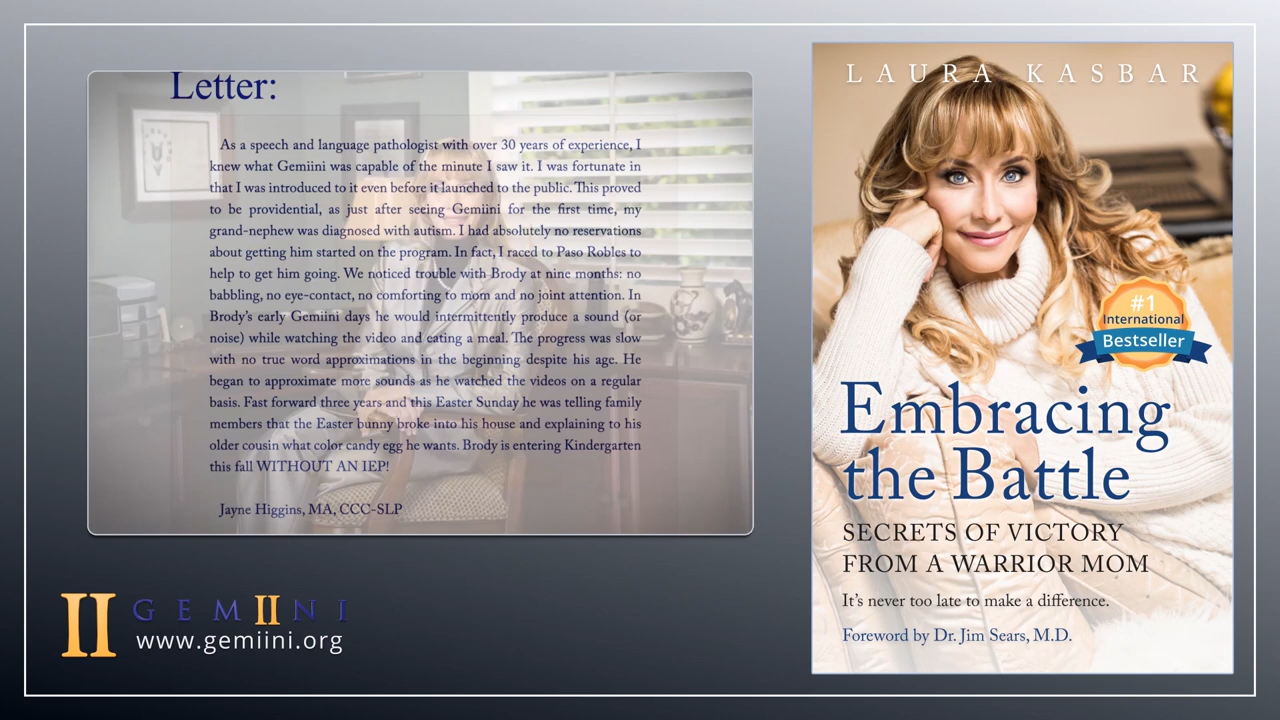 Letter:
As a speech and language pathologist with over 30 years of experience, I
knew what Gemiini was capable of the minute I saw it. I was fortunate in
that I was introduced to it even before it launched to the public. This proved
to be providential, as just after seeing Gemiini for the first time, my
grand-nephew was diagnosed with autism. I had absolutely no reservations
about getting him started on the program. In fact, I raced to Paso Robles to
help to get him going. We noticed trouble with Brody at nine months: no
babbling, no eye-contact, no comforting to mom and no joint attention. In
Brody's early Gemiini days he would intermittently produce a sound (or
noise) while watching the video and eating a meal. The progress was slow
with no true word approximations in the beginning despite his age. He
began to approximate more sounds as he watched the videos on a regular
basis. Fast forward three years and this Easter Sunday he was telling family
members that the Easter bunny broke into his house and explaining to his
older cousin what color candy egg he wants. Brody is entering Kindergarten
this fall WITHOUT AN IEP!
Jayne Higgins, MA, CCC-SLP
II GEMIINI
www.gemiini.org
LAURA KASBAR
#1
International
Bestseller
Embracing
the Battle
SECRETS OF VICTORY
FROM A WARRIOR MOM
It's never too late to make a difference.
Foreword by Dr. Jim Sears, M.D.